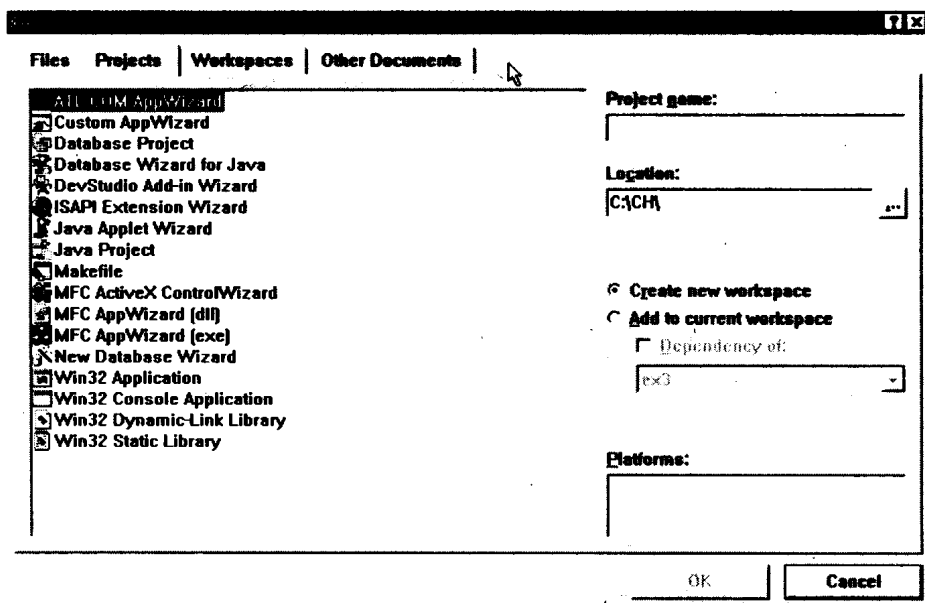 Files Projects Workspaces Other Documents
ATL COM AppWizard
Custom AppWizard
Database Project
Database Wizard for Java
DevStudio Add-in Wizard
ISAPI Extension Wizard
Java Applet Wizard
Java Project
Makefile
MFC ActiveX ControlWizard
MFC AppWizard (dll)
MFC AppWizard (exe)
New Database Wizard
Win32 Application
Win32 Console Application
Win32 Dynamic-Link Library
Win32 Static Library
Project name:
Location:
C:\CH\
...
Create new workspace
Add to current workspace
Dependency of:
ex3
Platforms:
OK Cancel